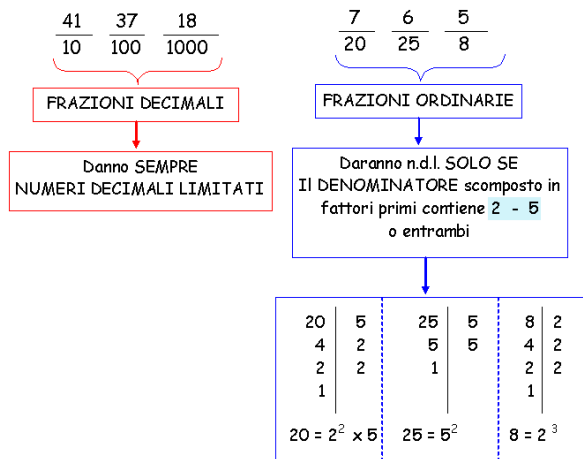 41 37 18
10 100 1000
7 6 5
20 25 8
FRAZIONI DECIMALI
FRAZIONI ORDINARIE
Danno SEMPRE
NUMERI DECIMALI LIMITATI
Daranno n.d.l. SOLO SE
Il DENOMINATORE scomposto in
fattori primi contiene 2 - 5
o entrambi
20 5
4 2
2 2
1
20 = 2² x 5
25 5
5 5
1
25 = 5²
8 2
4 2
2 2
1
8 = 2³